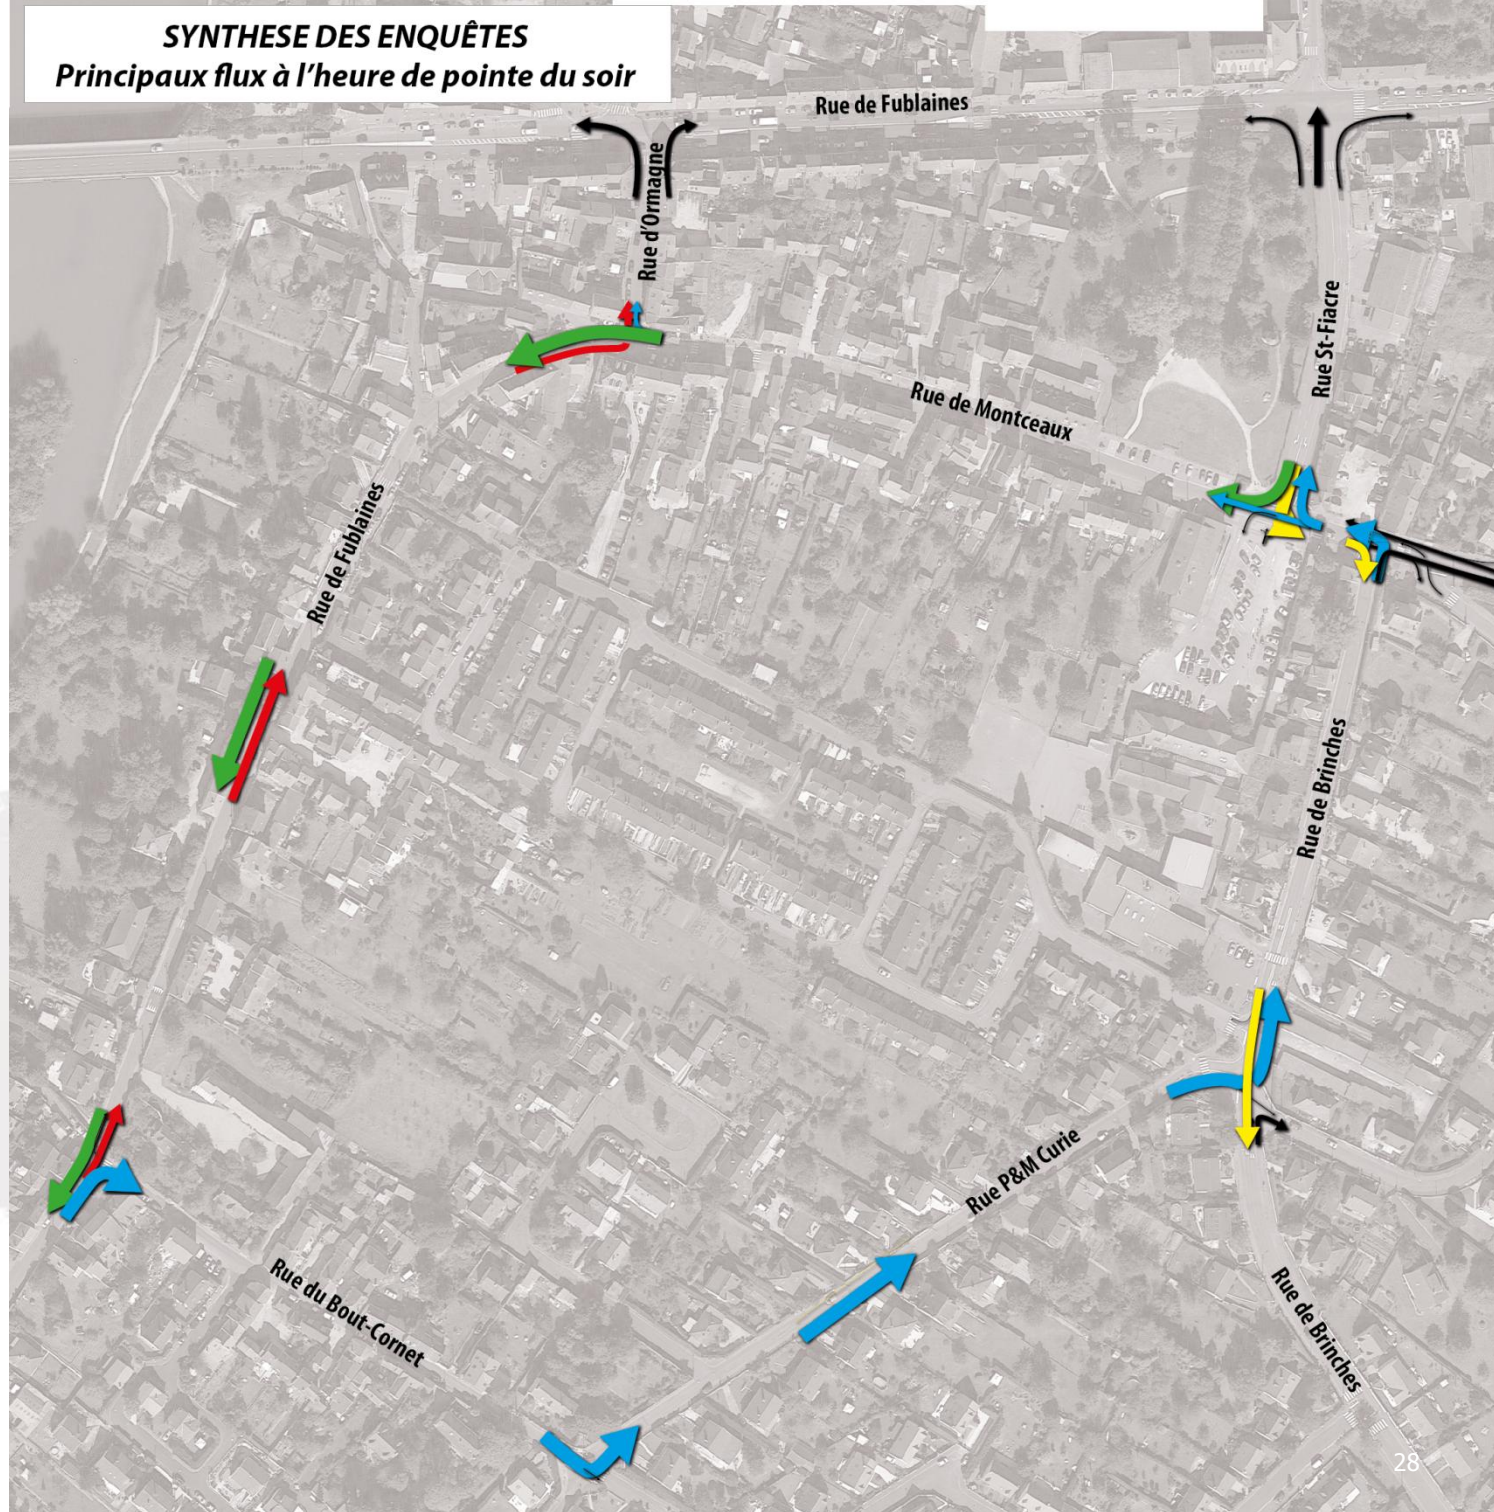 SYNTHESE DES ENQUÊTES
Principaux flux à l'heure de pointe du soir
Rue de Fublaines
Rue d'Ormagne
Rue St-Fiacre
Rue de Montceaux
Rue de Fublaines
Rue de Brinches
Rue P&M Curie
Rue du Bout-Cornet
Rue de Brinches
28